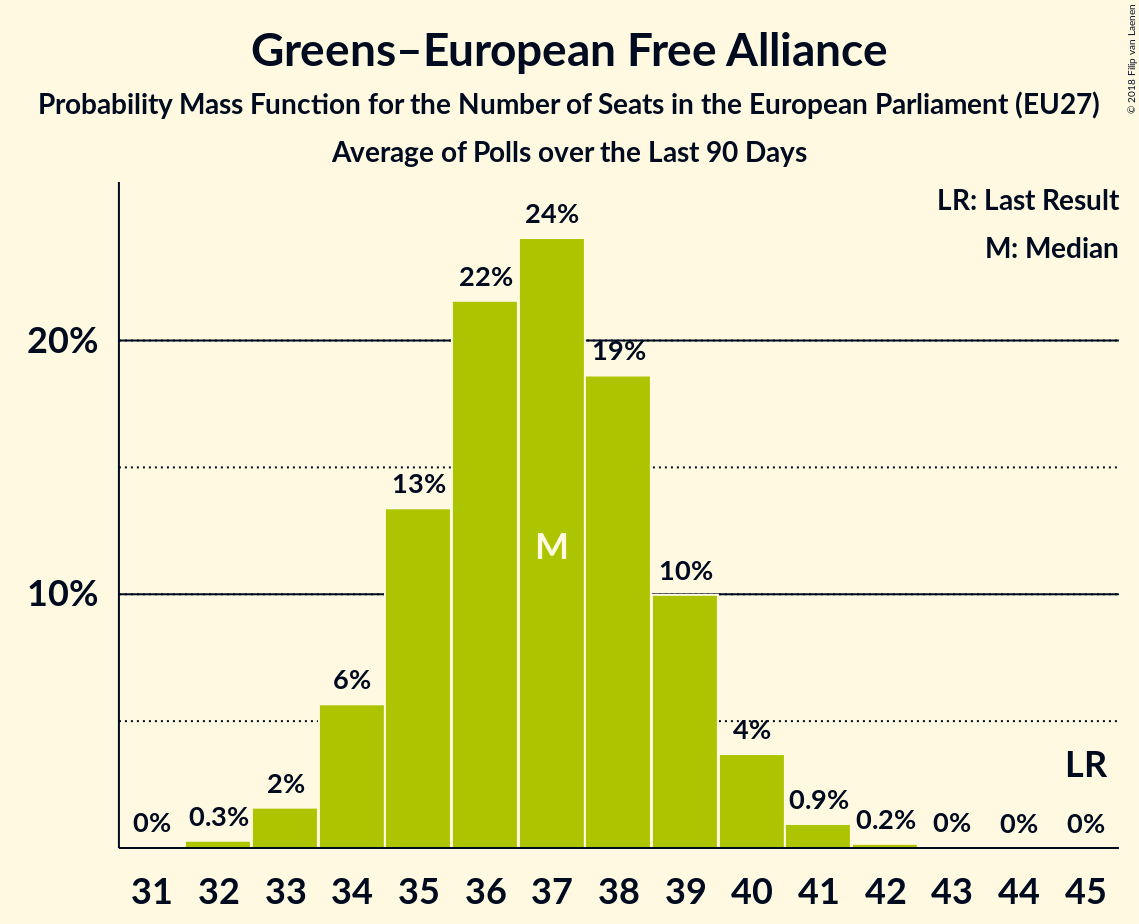 Greens–European Free Alliance
Probability Mass Function for the Number of Seats in the European Parliament (EU27)
Average of Polls over the Last 90 Days
© 2018 Filip van Laenen
LR: Last Result
M: Median
24%
22%
20%
19%
13%
M
10%
10%
6%
4%
LR
2%
0.9%
0% 0.3% 0.2% 0% 0% 0%
31 32 33 34 35 36 37 38 39 40 41 42 43 44 45